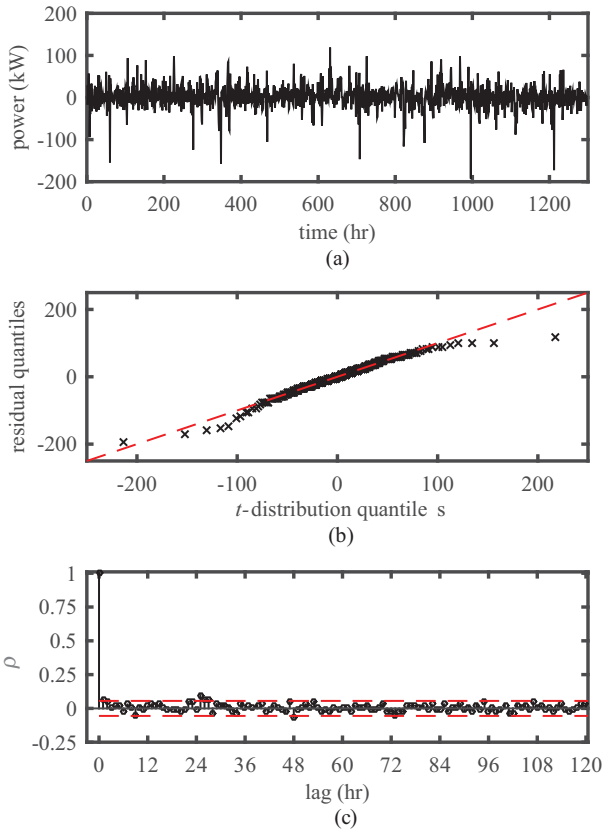 200
100
0
-100
-200
power (kW)
0 200 400 600 800 1000 1200
time (hr)
(a)
200
0
-200
residual quantiles
-200 -100 0 100 200
t-distribution quantile s
(b)
1
0.75
0.5
0.25
0
-0.25
ρ
0 12 24 36 48 60 72 84 96 108 120
lag (hr)
(c)